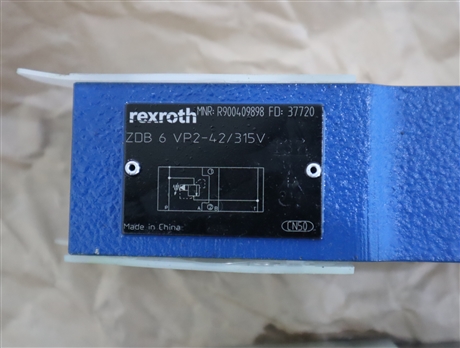 rexroth MNR: R900409898 FD: 37720
ZDB 6 VP2-42/315V
P A B T
Made in China
CN50